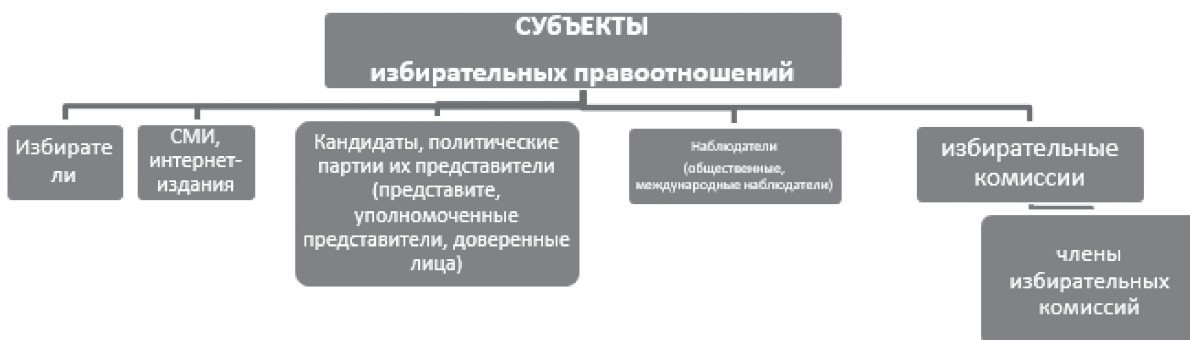 СУБЪЕКТЫ
избирательных правоотношений
Избирате
ли
СМИ,
интернет-
издания
Кандидаты, политические
партии их представители
(представите,
уполномоченные
представители, доверенные
лица)
Наблюдатели
(общественные,
международные наблюдатели)
избирательные
комиссии
члены
избирательных
комиссий